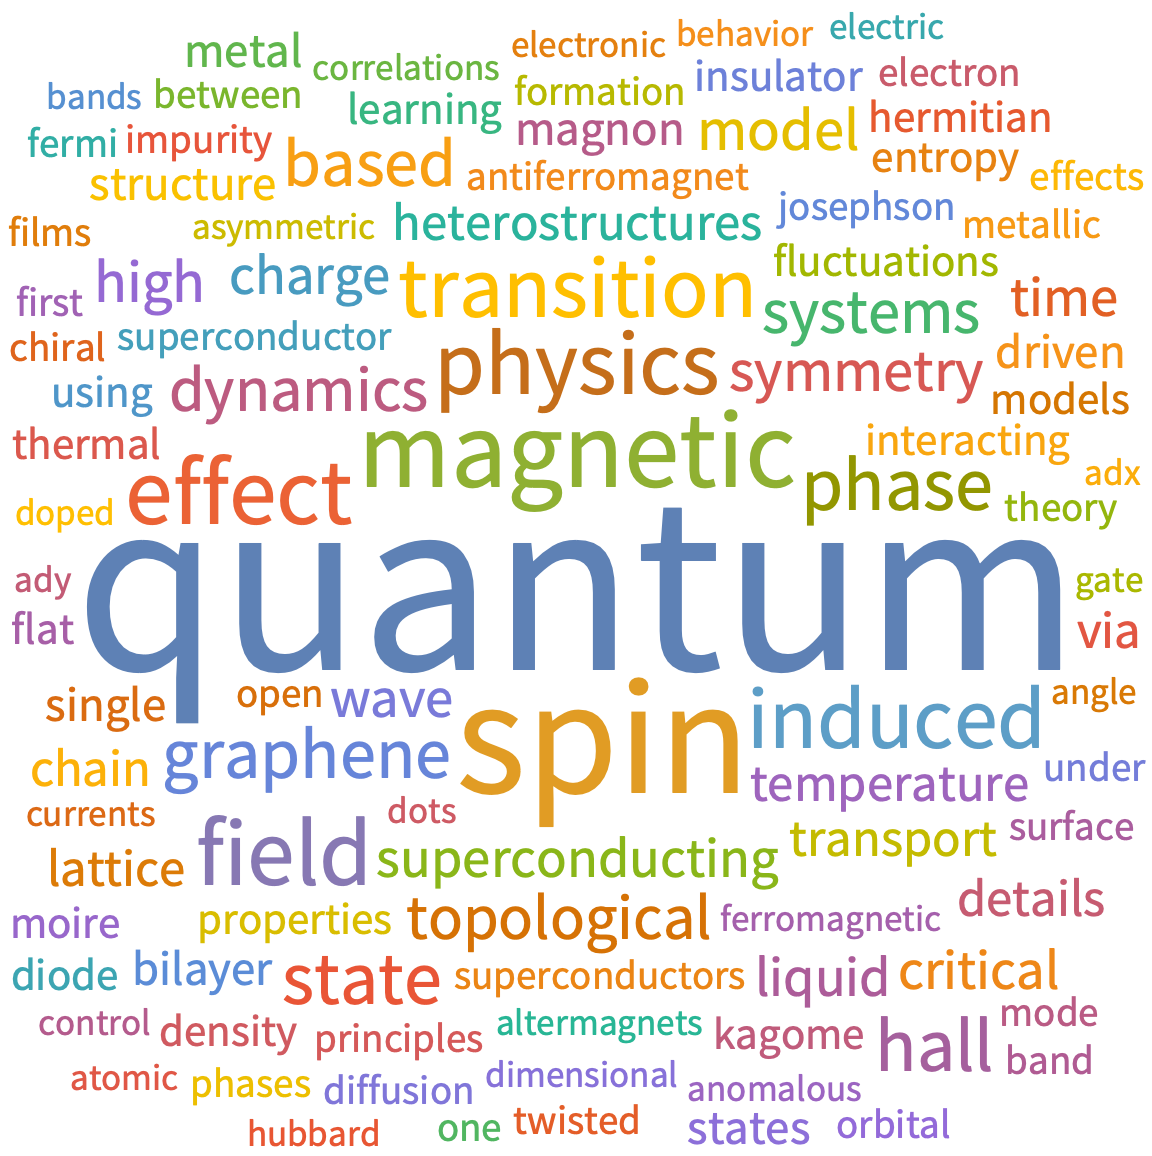 metal
correlations
electronic
behavior
electric
bands
between
learning
formation
insulator
electron
fermi
impurity
based
magnon
model
hermitian
structure
antiferromagnet
entropy
effects
films
asymmetric
heterostructures
josephson
metallic
first
high
charge
transition
fluctuations
systems
time
chiral
superconductor
physics
symmetry
driven
using
dynamics
models
thermal
magnetic
interacting
doped
effect
phase
adx
theory
ady
quantum
gate
flat
via
single
open
wave
spin
induced
angle
chain
graphene
temperature
under
currents
dots
lattice
field
superconducting
transport
surface
moire
properties
topological
ferromagnetic
details
diode
bilayer
state
superconductors
liquid
critical
control
density
principles
altermagnets
kagome
hall
mode
band
atomic
phases
diffusion
dimensional
anomalous
hubbard
one
twisted
states
orbital